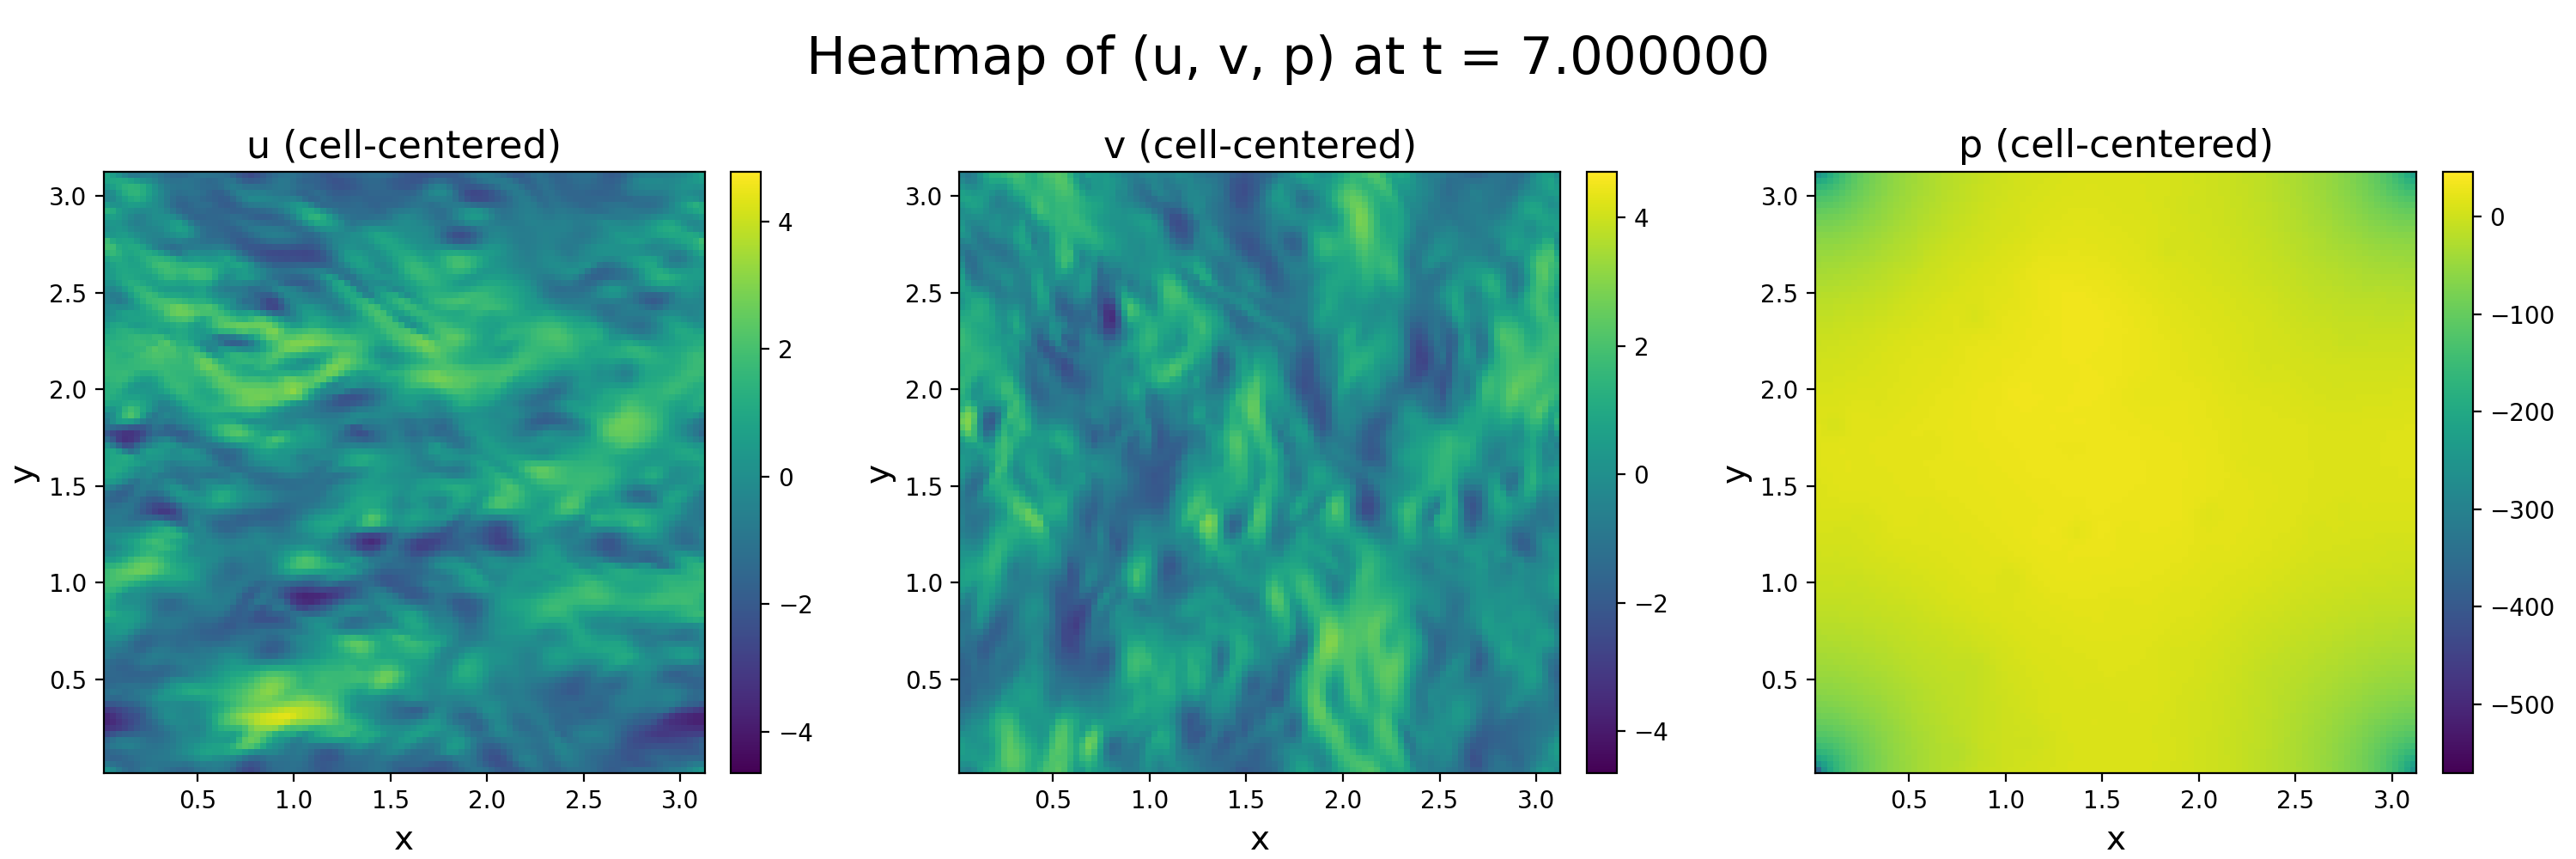 Heatmap of (u, v, p) at t = 7.000000
u (cell-centered)
y
3.0
2.5
2.0
1.5
1.0
0.5
0.5 1.0 1.5 2.0 2.5 3.0
x
4
2
0
−2
−4
v (cell-centered)
y
3.0
2.5
2.0
1.5
1.0
0.5
0.5 1.0 1.5 2.0 2.5 3.0
x
4
2
0
−2
−4
p (cell-centered)
y
3.0
2.5
2.0
1.5
1.0
0.5
0.5 1.0 1.5 2.0 2.5 3.0
x
0
−100
−200
−300
−400
−500